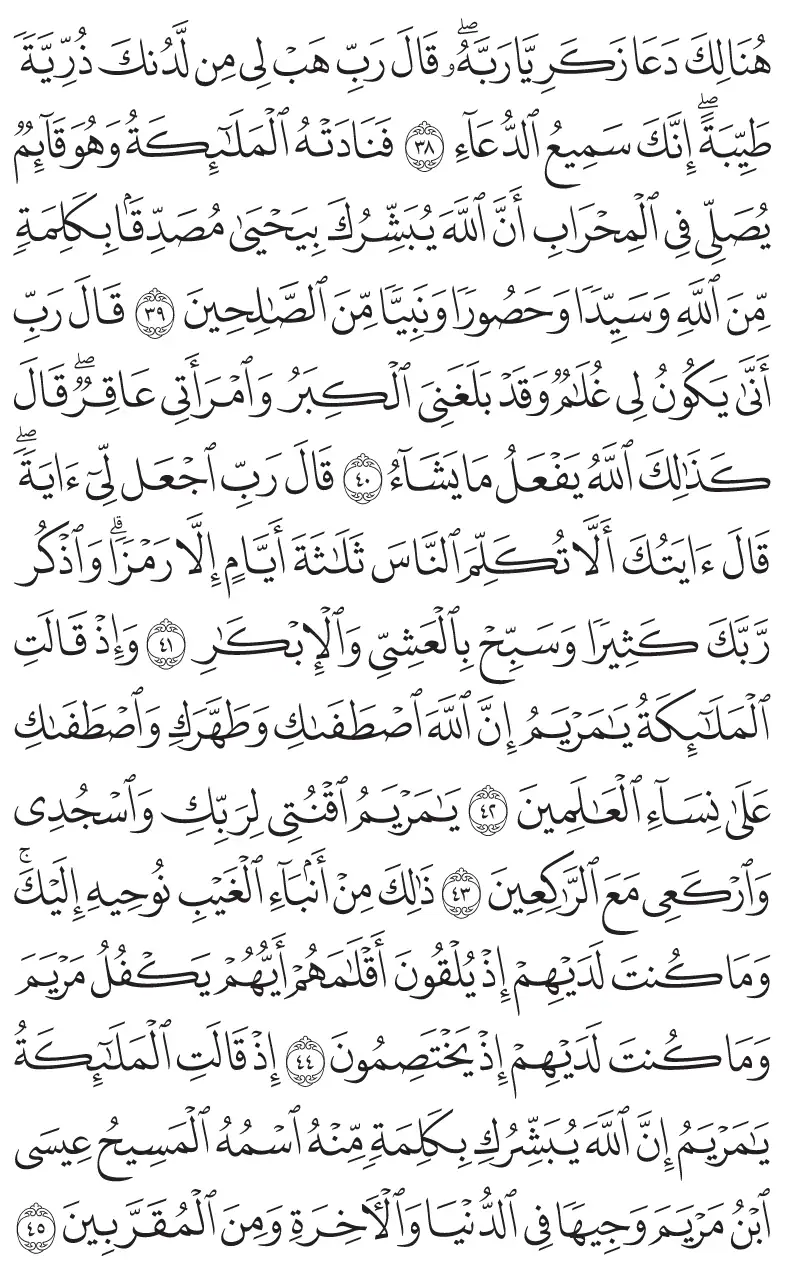 هُنَالِكَ دَعَا زَكَرِيَّا رَبَّهُۥۖ قَالَ رَبِّ هَبۡ لِي مِن لَّدُنكَ ذُرِّيَّةٗ
طَيِّبَةًۖ إِنَّكَ سَمِيعُ ٱلدُّعَآءِ ٣٨ فَنَادَتۡهُ ٱلۡمَلَٰٓئِكَةُ وَهُوَ قَآئِمٞ
يُصَلِّي فِي ٱلۡمِحۡرَابِ أَنَّ ٱللَّهَ يُبَشِّرُكَ بِيَحۡيَىٰ مُصَدِّقَۢا بِكَلِمَةٖ
مِّنَ ٱللَّهِ وَسَيِّدٗا وَحَصُورٗا وَنَبِيّٗا مِّنَ ٱلصَّٰلِحِينَ ٣٩ قَالَ رَبِّ
أَنَّىٰ يَكُونُ لِي غُلَٰمٞ وَقَدۡ بَلَغَنِيَ ٱلۡكِبَرُ وَٱمۡرَأَتِي عَاقِرٞۖ قَالَ
كَذَٰلِكَ ٱللَّهُ يَفۡعَلُ مَا يَشَآءُ ٤٠ قَالَ رَبِّ ٱجۡعَل لِّيٓ ءَايَةٗۖ
قَالَ ءَايَتُكَ أَلَّا تُكَلِّمَ ٱلنَّاسَ ثَلَٰثَةَ أَيَّامٍ إِلَّا رَمۡزٗاۗ وَٱذۡكُر
رَّبَّكَ كَثِيرٗا وَسَبِّحۡ بِٱلۡعَشِيِّ وَٱلۡإِبۡكَٰرِ ٤١ وَإِذۡ قَالَتِ
ٱلۡمَلَٰٓئِكَةُ يَٰمَرۡيَمُ إِنَّ ٱللَّهَ ٱصۡطَفَىٰكِ وَطَهَّرَكِ وَٱصۡطَفَىٰكِ
عَلَىٰ نِسَآءِ ٱلۡعَٰلَمِينَ ٤٢ يَٰمَرۡيَمُ ٱقۡنُتِي لِرَبِّكِ وَٱسۡجُدِي
وَٱرۡكَعِي مَعَ ٱلرَّٰكِعِينَ ٤٣ ذَٰلِكَ مِنۡ أَنۢبَآءِ ٱلۡغَيۡبِ نُوحِيهِ إِلَيۡكَۚ
وَمَا كُنتَ لَدَيۡهِمۡ إِذۡ يُلۡقُونَ أَقۡلَٰمَهُمۡ أَيُّهُمۡ يَكۡفُلُ مَرۡيَمَ
وَمَا كُنتَ لَدَيۡهِمۡ إِذۡ يَخۡتَصِمُونَ ٤٤ إِذۡ قَالَتِ ٱلۡمَلَٰٓئِكَةُ
يَٰمَرۡيَمُ إِنَّ ٱللَّهَ يُبَشِّرُكِ بِكَلِمَةٖ مِّنۡهُ ٱسۡمُهُ ٱلۡمَسِيحُ عِيسَى
ٱبۡنُ مَرۡيَمَ وَجِيهٗا فِي ٱلدُّنۡيَا وَٱلۡأٓخِرَةِ وَمِنَ ٱلۡمُقَرَّبِينَ ٤٥